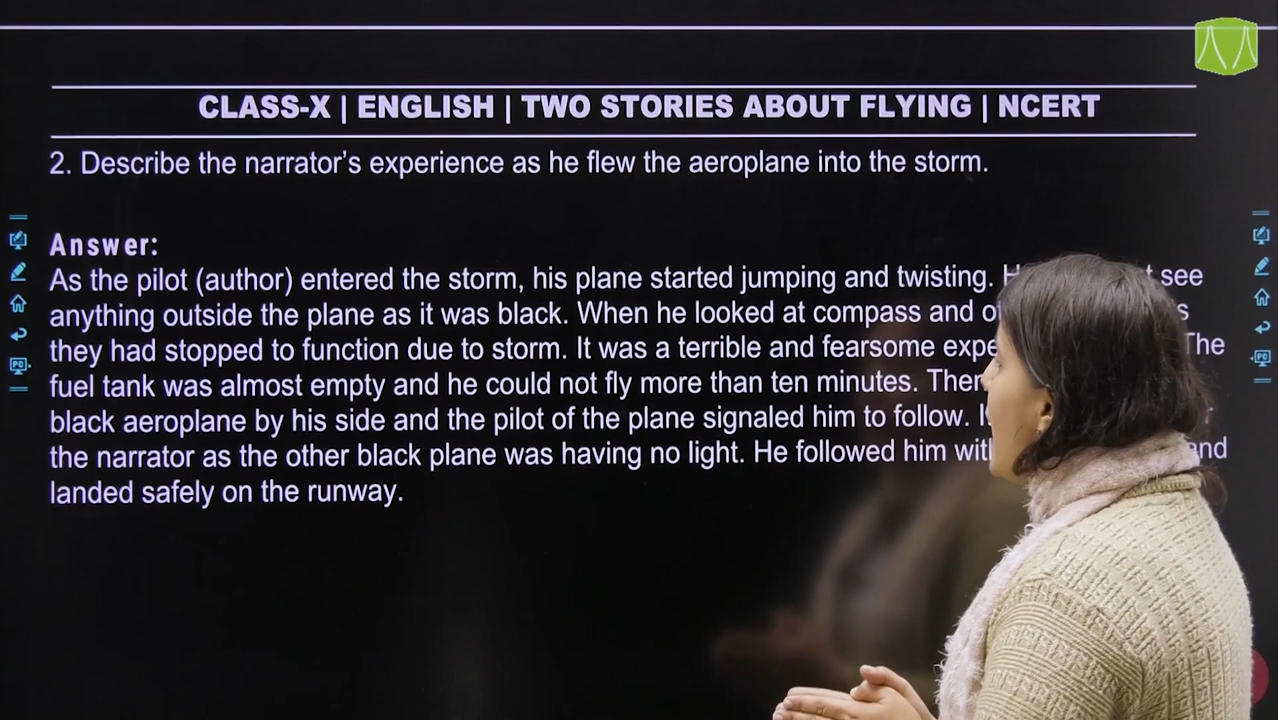 CLASS-X | ENGLISH | TWO STORIES ABOUT FLYING | NCERT
2. Describe the narrator's experience as he flew the aeroplane into the storm.
Answer:
As the pilot (author) entered the storm, his plane started jumping and twisting. see
anything outside the plane as it was black. When he looked at compass and
they had stopped to function due to storm. It was a terrible and fearsome The
fuel tank was almost empty and he could not fly more than ten minutes.
black aeroplane by his side and the pilot of the plane signaled him to follow.
the narrator as the other black plane was having no light. He followed him and
landed safely on the runway.